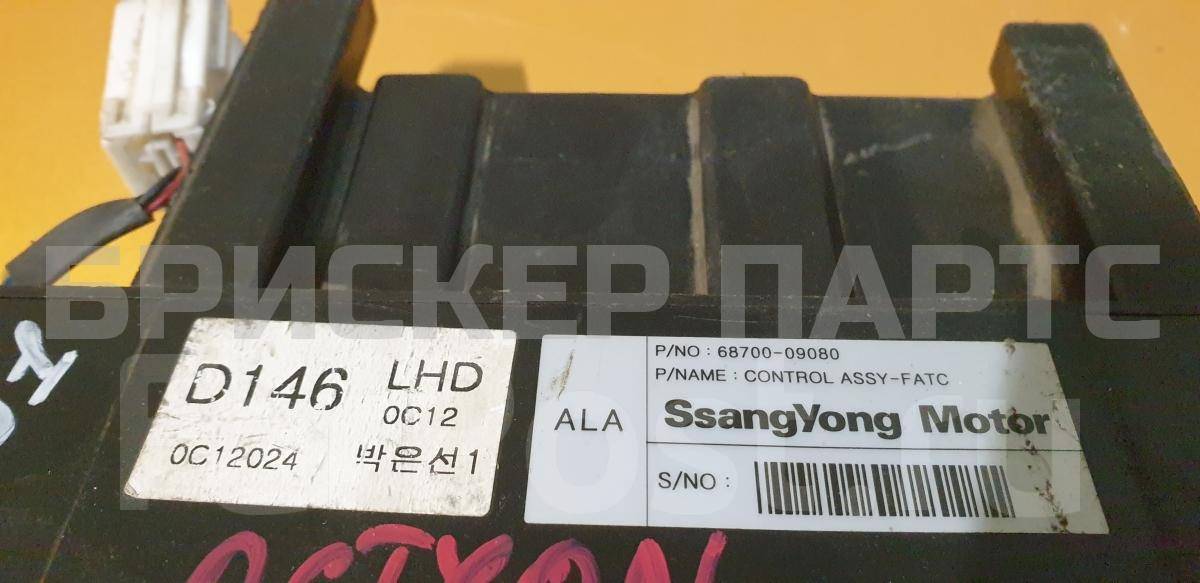 БРИСКЕР ПАРТС
D146 LHD
0C12
0C12024 박은선1
ALA
P/NO : 68700-09080
P/NAME : CONTROL ASSY-FATC
SsangYong Motor
S/NO :
ACTYON